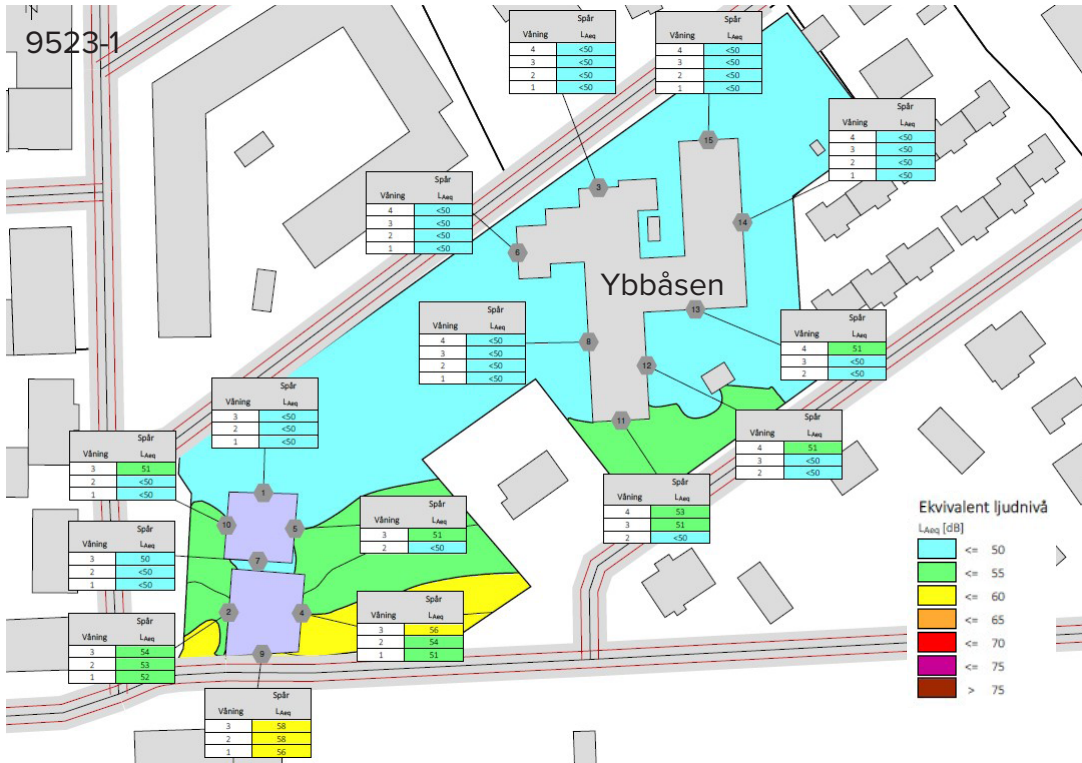 9523-1
Spår
Våning LAeq
4 <50
3 <50
2 <50
1 <50
Spår
Våning LAeq
4 <50
3 <50
2 <50
1 <50
Spår
Våning LAeq
4 <50
3 <50
2 <50
1 <50
15
Spår
Våning LAeq
4 <50
3 <50
2 <50
1 <50
3
14
6
Ybbåsen
Spår
Våning LAeq
4 <50
3 <50
2 <50
1 <50
8
13
Spår
Våning LAeq
4 51
3 <50
2 <50
12
Spår
Våning LAeq
3 <50
2 <50
1 <50
11
Spår
Våning LAeq
4 51
3 <50
2 <50
Spår
Våning LAeq
3 51
2 <50
1 <50
Spår
Våning LAeq
4 53
3 51
2 <50
1
10
5
Spår
Våning LAeq
3 51
2 <50
Spår
Våning LAeq
3 50
2 <50
1 <50
7
Ekvivalent ljudnivå
LAeq [dB]
<= 50
<= 55
<= 60
<= 65
<= 70
<= 75
> 75
2
4
Spår
Våning LAeq
3 56
2 54
1 51
Spår
Våning LAeq
3 54
2 53
1 52
9
Spår
Våning LAeq
3 58
2 58
1 56